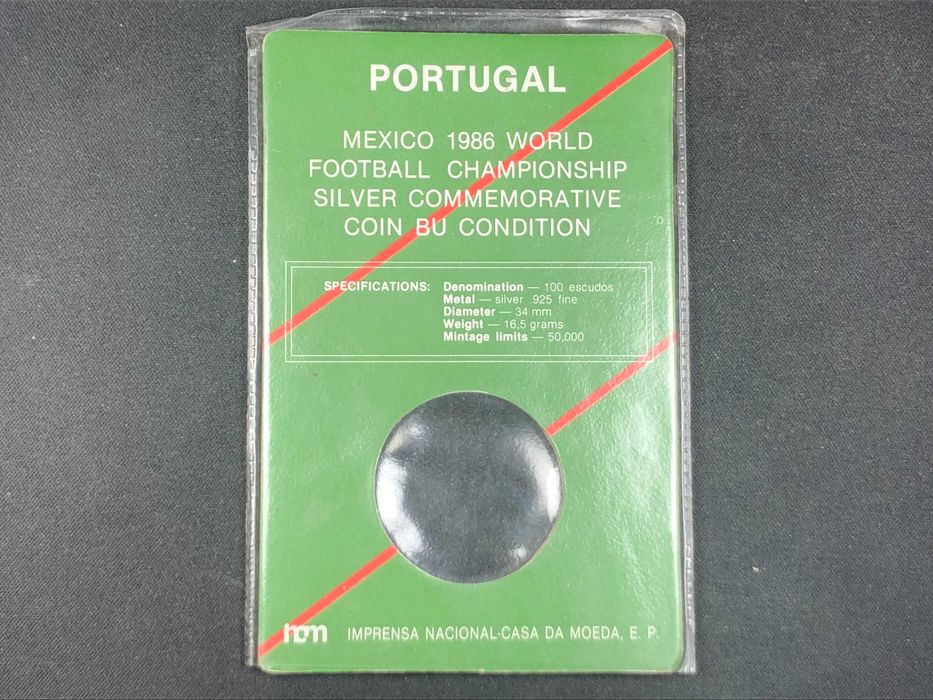 PORTUGAL
MEXICO 1986 WORLD
FOOTBALL CHAMPIONSHIP
SILVER COMMEMORATIVE
COIN BU CONDITION
SPECIFICATIONS: Denomination — 100 escudos
Metal — silver .925 fine
Diameter — 34 mm
Weight — 16,5 grams
Mintage limits — 50,000
IMPRENSA NACIONAL-CASA DA MOEDA, E. P.